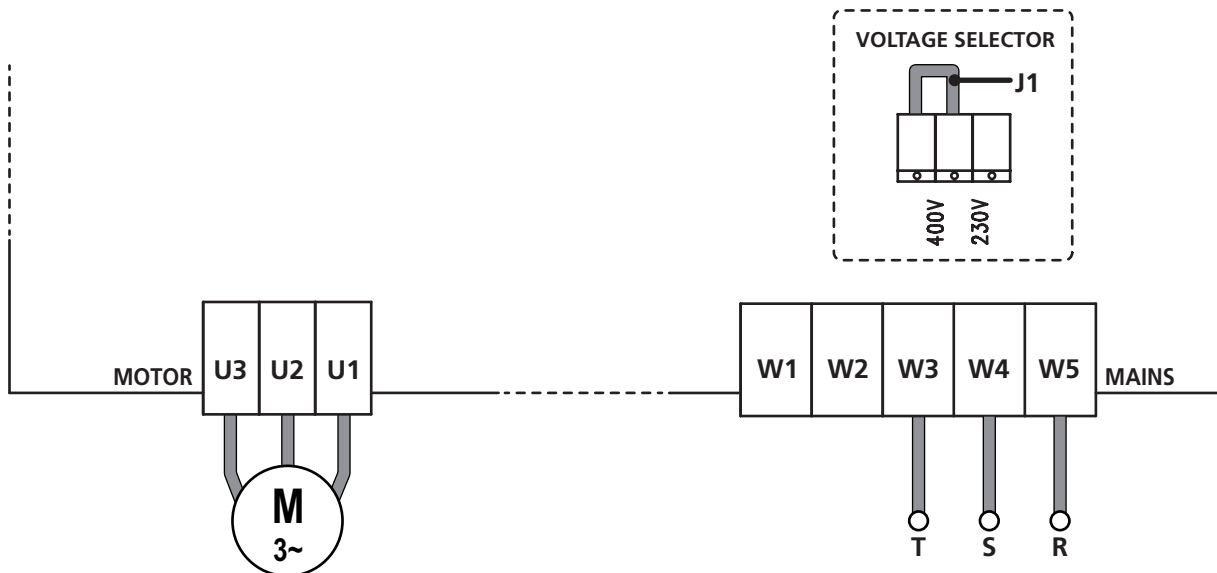 VOLTAGE SELECTOR
J1
400V 230V
MOTOR U3 U2 U1
W1 W2 W3 W4 W5 MAINS
M
3~
T S R